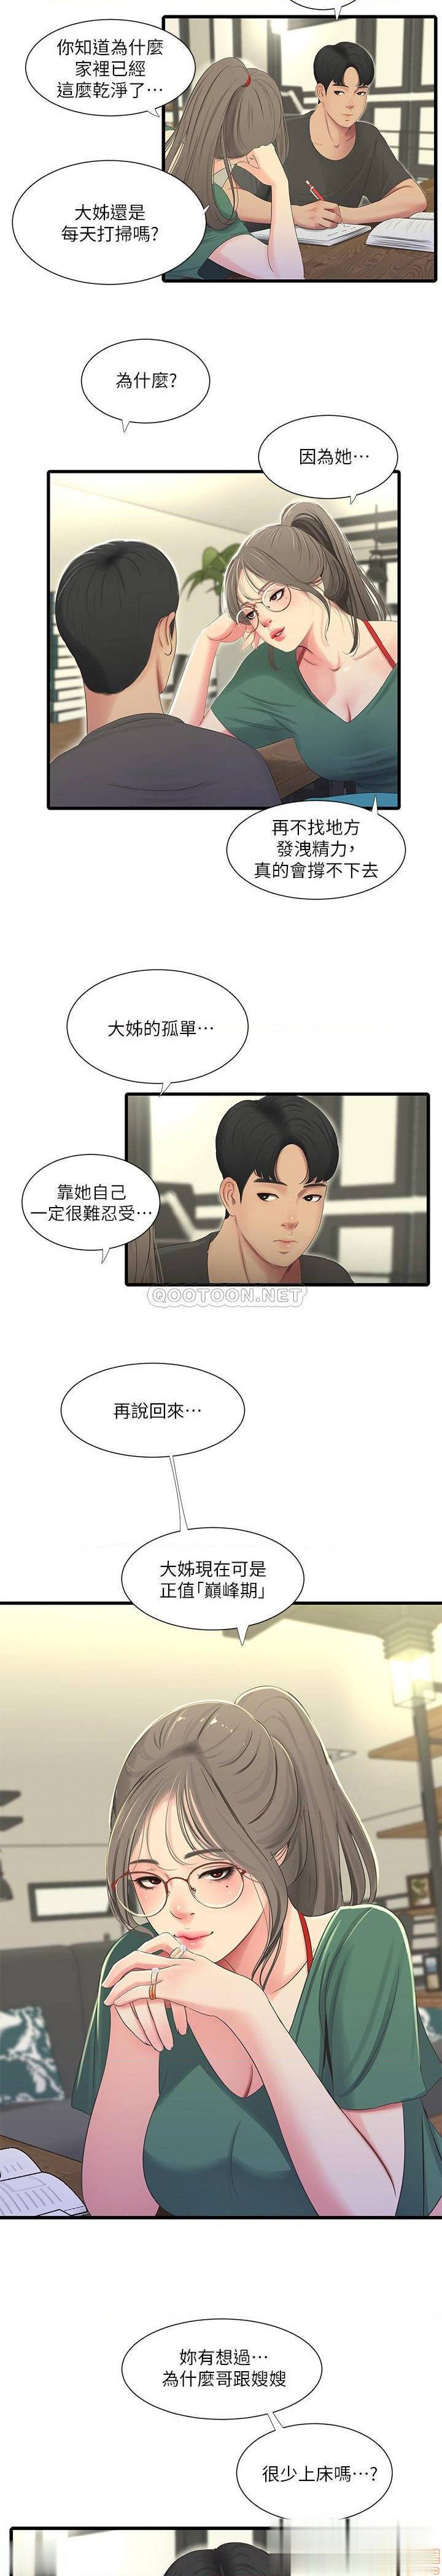 你知道為什麼
家裡已經
這麼乾淨了⋯
大姊還是
每天打掃嗎?
為什麼?
因為她⋯
再不找地方
發洩精力,
真的會撐不下去
大姊的孤單⋯
靠她自己
一定很難忍受⋯
QOOTOON.NET
再說回來⋯
大姊現在可是
正值「巔峰期」
妳有想過⋯
為什麼哥跟嫂嫂
很少上床嗎⋯?